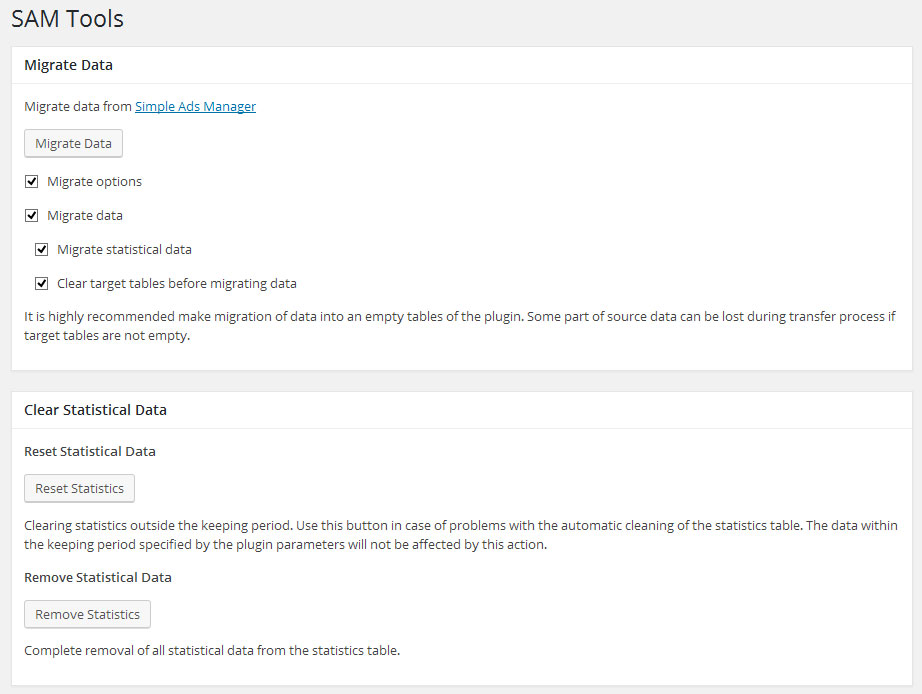 SAM Tools
Migrate Data
Migrate data from Simple Ads Manager
Migrate Data
Migrate options
Migrate data
Migrate statistical data
Clear target tables before migrating data
It is highly recommended make migration of data into an empty tables of the plugin. Some part of source data can be lost during transfer process if
target tables are not empty.
Clear Statistical Data
Reset Statistical Data
Reset Statistics
Clearing statistics outside the keeping period. Use this button in case of problems with the automatic cleaning of the statistics table. The data within
the keeping period specified by the plugin parameters will not be affected by this action.
Remove Statistical Data
Remove Statistics
Complete removal of all statistical data from the statistics table.